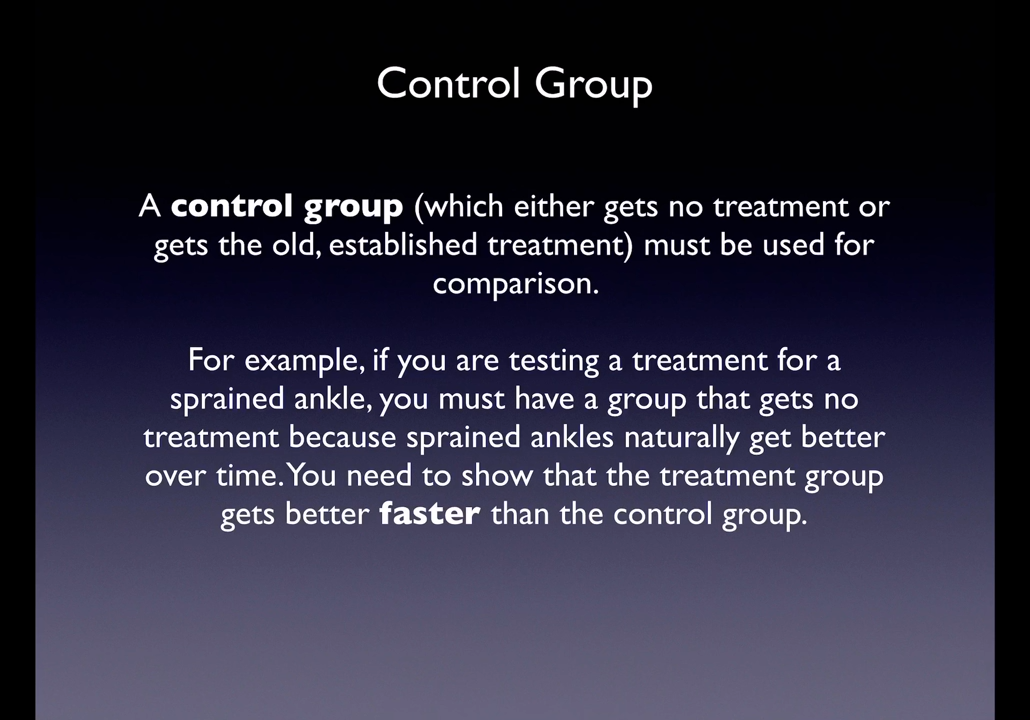 Control Group
A control group (which either gets no treatment or
gets the old, established treatment) must be used for
comparison.
For example, if you are testing a treatment for a
sprained ankle, you must have a group that gets no
treatment because sprained ankles naturally get better
over time. You need to show that the treatment group
gets better faster than the control group.